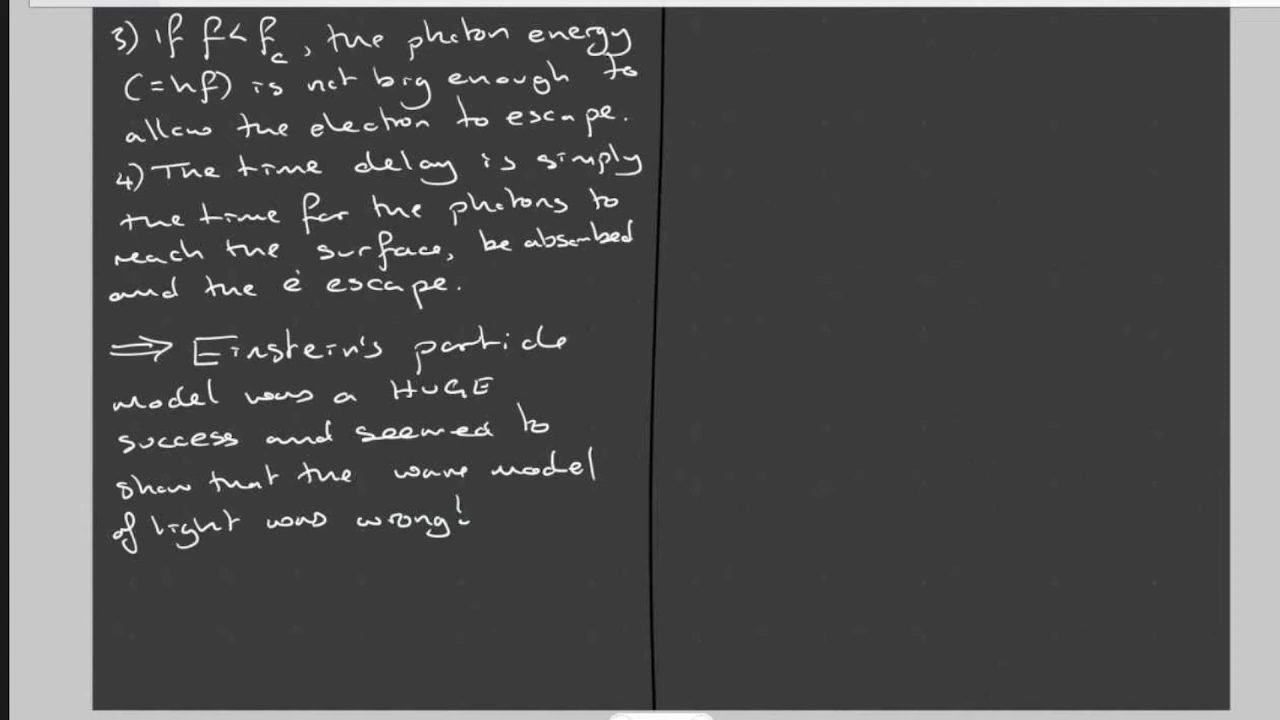 3) if f < fc, the photon energy
(=hf) is not big enough to
allow the electron to escape.
4) The time delay is simply
the time for the photons to
reach the surface, be absorbed
and the e⁻ escape.
⇒ Einstein's particle
model was a HUGE
success and seemed to
show that the wave model
of light was wrong!